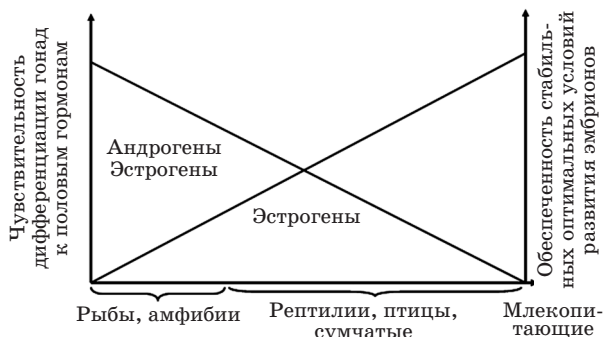 Чувствительность
дифференциации гонад
к половым гормонам
Андрогены
Эстрогены
Эстрогены
Обеспеченность стабиль-
ных оптимальных условий
развития эмбрионов
Рыбы, амфибии
Рептилии, птицы,
сумчатые
Млекопи-
тающие